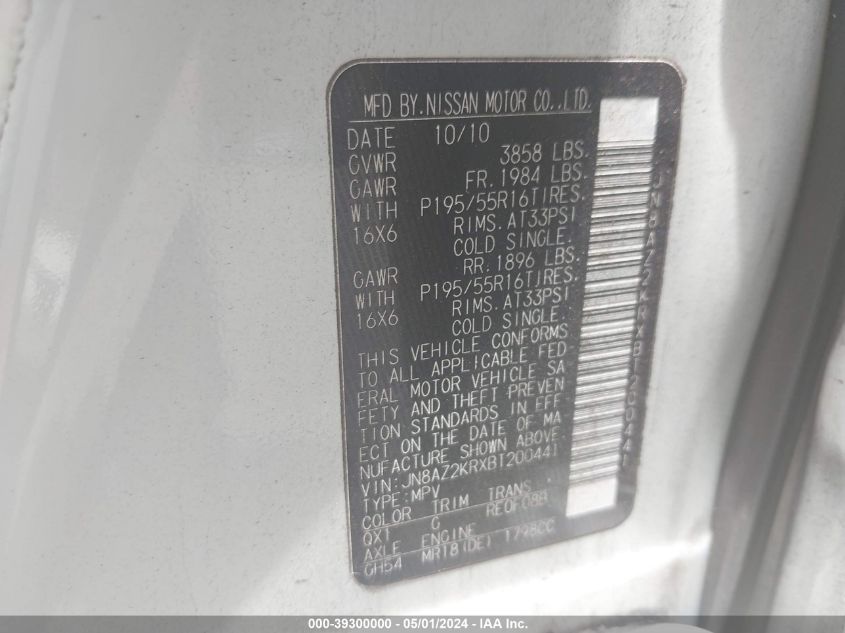 MFD BY.NISSAN MOTOR CO.,LTD.
DATE 10/10
GVWR 3858 LBS.
GAWR FR. 1984 LBS.
WITH P195/55R16TIRES.
16X6 RIMS. AT33PSI
COLD SINGLE.
GAWR RR. 1896 LBS.
WITH P195/55R16TIRES.
16X6 RIMS. AT33PSI
COLD SINGLE.
THIS VEHICLE CONFORMS
TO ALL APPLICABLE FED
ERAL MOTOR VEHICLE SA
FETY AND THEFT PREVEN
TION STANDARDS IN EFF
ECT ON THE DATE OF MA
NUFACTURE SHOWN ABOVE.
VIN:JN8AZ2KRXBT200441
TYPE:MPV
COLOR TRIM TRANS
QX1 G RE0F08B
AXLE ENGINE
GH54 MR18(DE) 1798CC
JN8AZ2KRXBT200441
000-39300000 - 05/01/2024 - IAA Inc.